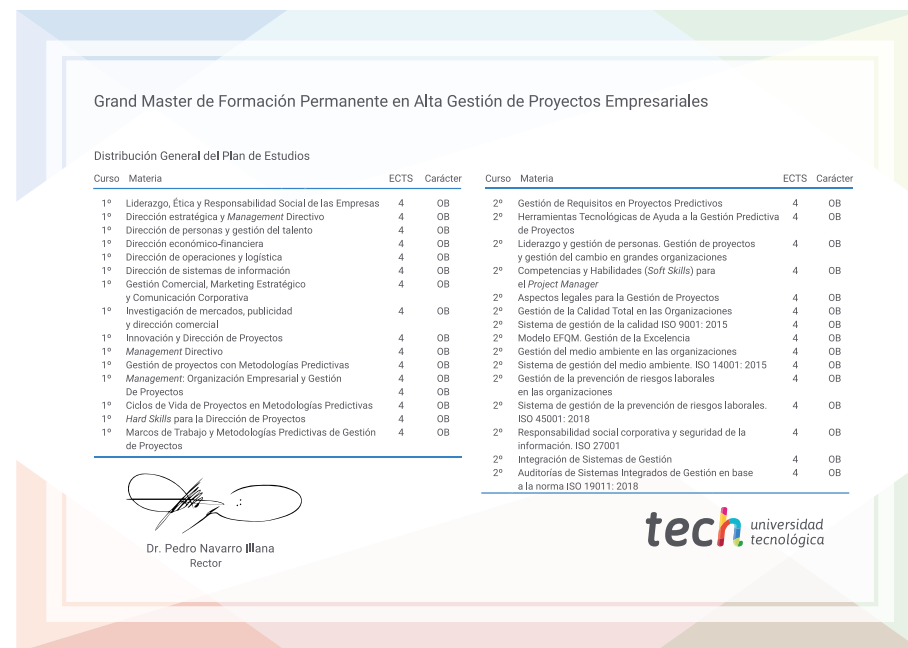 Grand Master de Formación Permanente en Alta Gestión de Proyectos Empresariales
Distribución General del Plan de Estudios
Curso Materia ECTS Carácter
1º Liderazgo, Ética y Responsabilidad Social de las Empresas 4 OB
1º Dirección estratégica y Management Directivo 4 OB
1º Dirección de personas y gestión del talento 4 OB
1º Dirección económico-financiera 4 OB
1º Dirección de operaciones y logística 4 OB
1º Dirección de sistemas de información 4 OB
1º Gestión Comercial, Marketing Estratégico 4 OB
y Comunicación Corporativa
1º Investigación de mercados, publicidad 4 OB
y dirección comercial
1º Innovación y Dirección de Proyectos 4 OB
1º Management Directivo 4 OB
1º Gestión de proyectos con Metodologías Predictivas 4 OB
1º Management: Organización Empresarial y Gestión 4 OB
De Proyectos 4 OB
1º Ciclos de Vida de Proyectos en Metodologías Predictivas 4 OB
1º Hard Skills para la Dirección de Proyectos 4 OB
1º Marcos de Trabajo y Metodologías Predictivas de Gestión 4 OB
de Proyectos
Curso Materia ECTS Carácter
2º Gestión de Requisitos en Proyectos Predictivos 4 OB
2º Herramientas Tecnológicas de Ayuda a la Gestión Predictiva 4 OB
de Proyectos
2º Liderazgo y gestión de personas. Gestión de proyectos 4 OB
y gestión del cambio en grandes organizaciones
2º Competencias y Habilidades (Soft Skills) para 4 OB
el Project Manager
2º Aspectos legales para la Gestión de Proyectos 4 OB
2º Gestión de la Calidad Total en las Organizaciones 4 OB
2º Sistema de gestión de la calidad ISO 9001: 2015 4 OB
2º Modelo EFQM. Gestión de la Excelencia 4 OB
2º Gestión del medio ambiente en las organizaciones 4 OB
2º Sistema de gestión del medio ambiente. ISO 14001: 2015 4 OB
2º Gestión de la prevención de riesgos laborales 4 OB
en las organizaciones
2º Sistema de gestión de la prevención de riesgos laborales. 4 OB
ISO 45001: 2018
2º Responsabilidad social corporativa y seguridad de la 4 OB
información. ISO 27001
2º Integración de Sistemas de Gestión 4 OB
2º Auditorías de Sistemas Integrados de Gestión en base 4 OB
a la norma ISO 19011: 2018
Dr. Pedro Navarro Illana
Rector
tech universidad
tecnológica